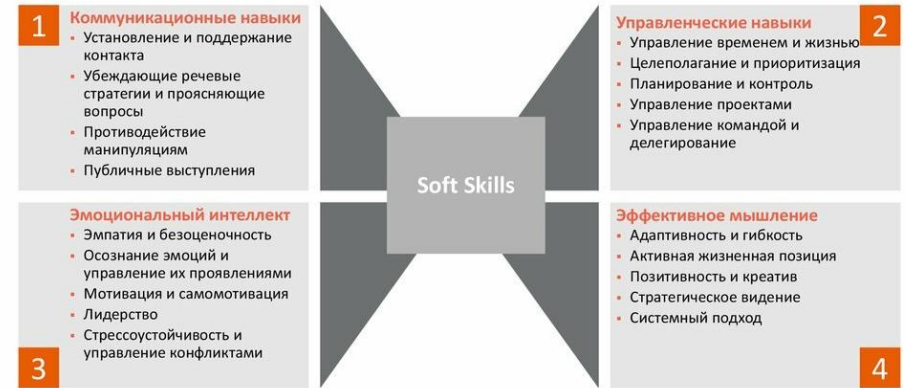 1
Коммуникационные навыки
▪ Установление и поддержание
контакта
▪ Убеждающие речевые
стратегии и проясняющие
вопросы
▪ Противодействие
манипуляциям
▪ Публичные выступления
2
Управленческие навыки
▪ Управление временем и жизнью
▪ Целеполагание и приоритизация
▪ Планирование и контроль
▪ Управление проектами
▪ Управление командой и
делегирование
Soft Skills
3
Эмоциональный интеллект
▪ Эмпатия и безоценочность
▪ Осознание эмоций и
управление их проявлениями
▪ Мотивация и самомотивация
▪ Лидерство
▪ Стрессоустойчивость и
управление конфликтами
4
Эффективное мышление
▪ Адаптивность и гибкость
▪ Активная жизненная позиция
▪ Позитивность и креатив
▪ Стратегическое видение
▪ Системный подход